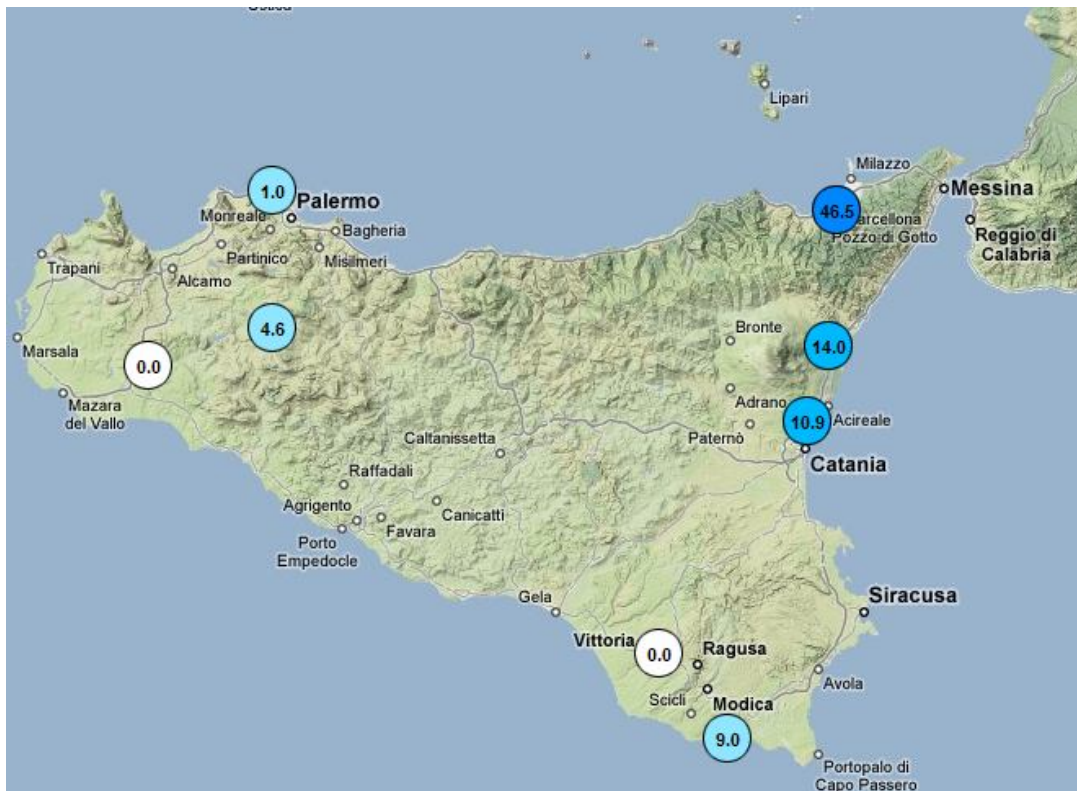 Lipari
Milazzo
Messina
1.0
Palermo
46.5
Monreale
Bagheria
arcellona
Pozzo di Gotto
Reggio di
Calabria
Partinico
Misilmeri
Trapani
Alcamo
4.6
Bronte
14.0
Marsala
0.0
Adrano
Mazara
del Vallo
10.9
Acireale
Caltanissetta
Paternò
Catania
Raffadali
Agrigento
Canicatti
Favara
Porto
Empedocle
Gela
Siracusa
Vittoria
0.0
Ragusa
Avola
Scicli
Modica
9.0
Portopalo di
Capo Passero